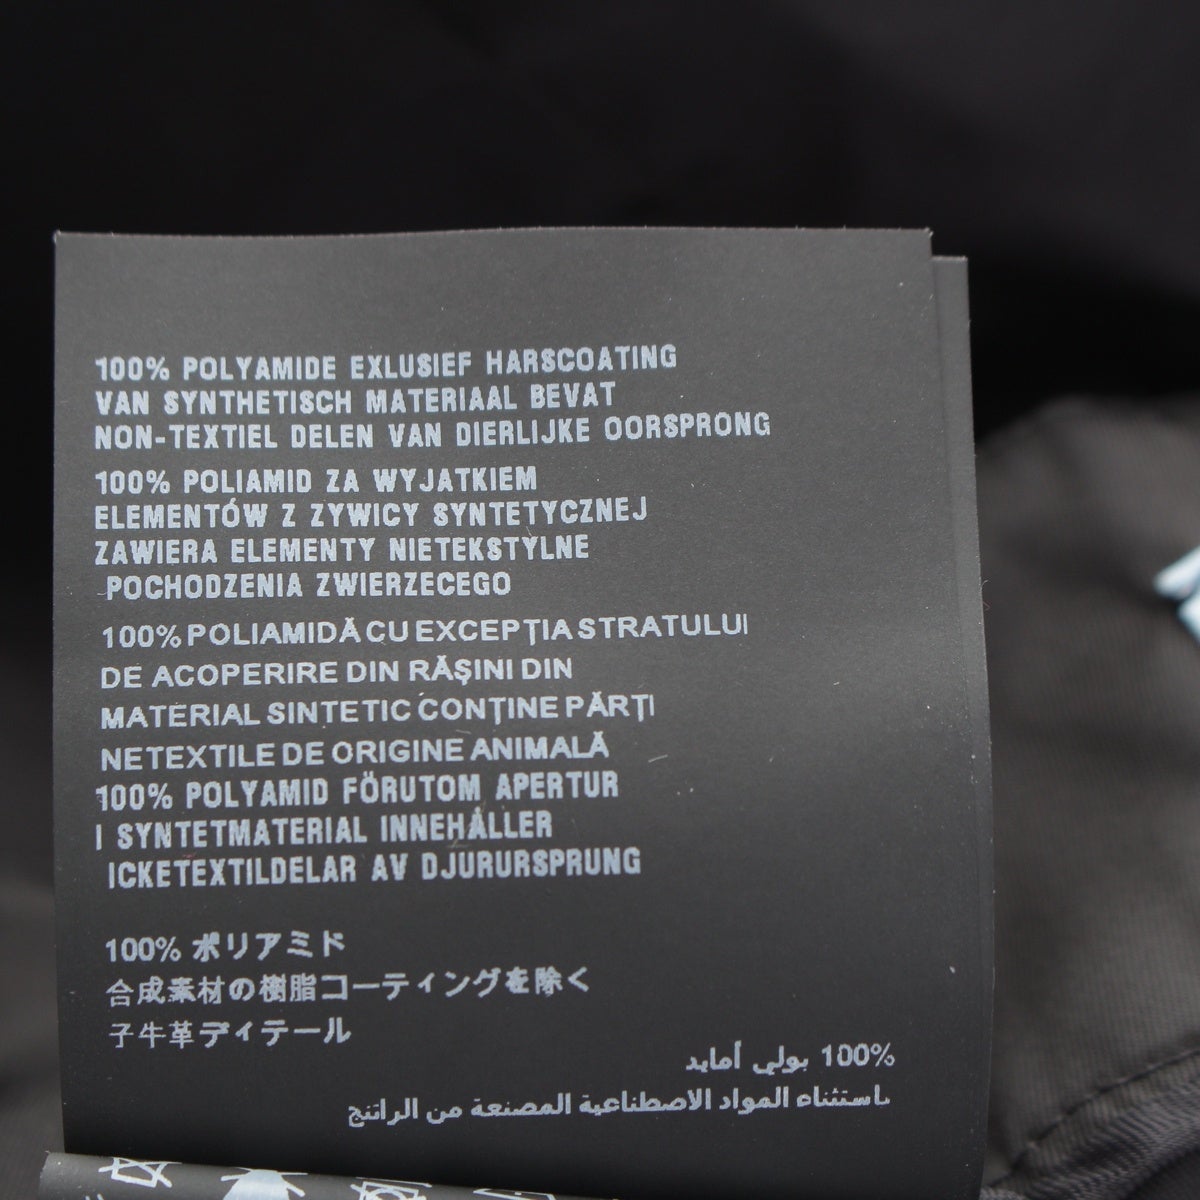 100% POLYAMIDE EXLUSIEF HARSCOATING
VAN SYNTHETISCH MATERIAAL BEVAT
NON-TEXTIEL DELEN VAN DIERLIJKE OORSPRONG
100% POLIAMID ZA WYJATKIEM
ELEMENTÓW Z ZYWICY SYNTETYCZNEJ
ZAWIERA ELEMENTY NIETEKSTYLNE
POCHODZENIA ZWIERZECEGO
100% POLIAMIDĂ CU EXCEPŢIA STRATULUI
DE ACOPERIRE DIN RĂŞINI DIN
MATERIAL SINTETIC CONŢINE PĂRŢI
NETEXTILE DE ORIGINE ANIMALĂ
100% POLYAMID FÖRUTOM APERTUR
I SYNTETMATERIAL INNEHÅLLER
ICKETEXTILDELAR AV DJURURSPRUNG
100% ポリアミド
合成素材の樹脂コーティングを除く
子牛革ディテール
100% بولي أمايد
باستثناء المواد الاصطناعية المصنعة من الراتنج